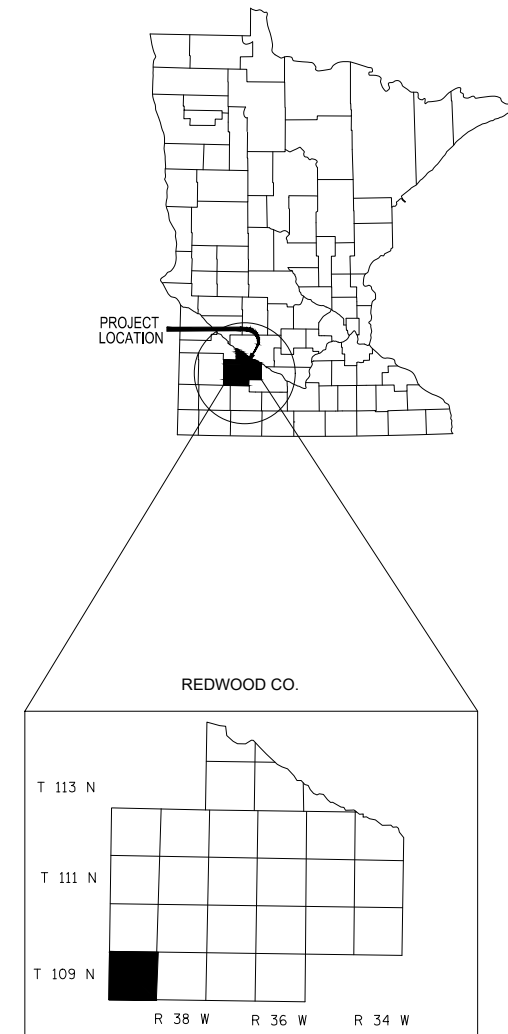 PROJECT
LOCATION
REDWOOD CO.
T 113 N
T 111 N
T 109 N
R 38 W
R 36 W
R 34 W